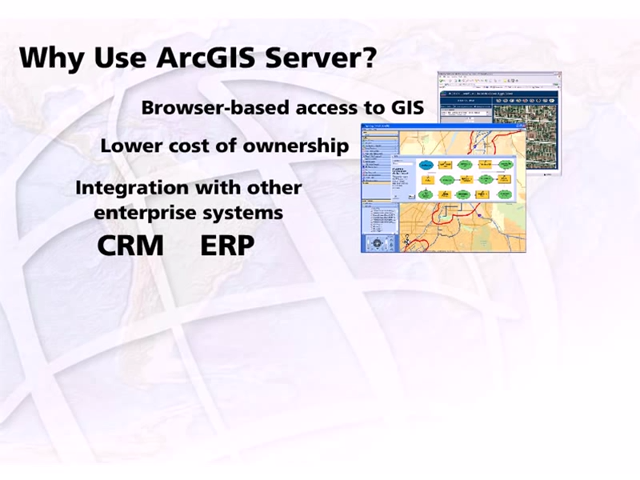 Why Use ArcGIS Server?
Browser-based access to GIS
Lower cost of ownership
Integration with other
enterprise systems
CRM ERP